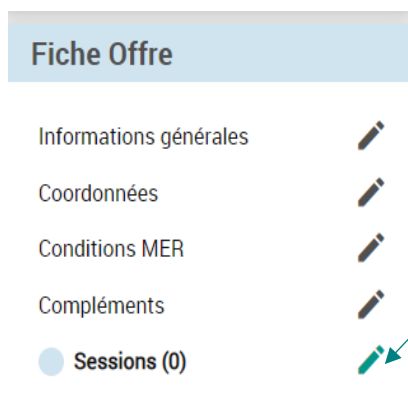 Fiche Offre
Informations générales
Coordonnées
Conditions MER
Compléments
Sessions (0)